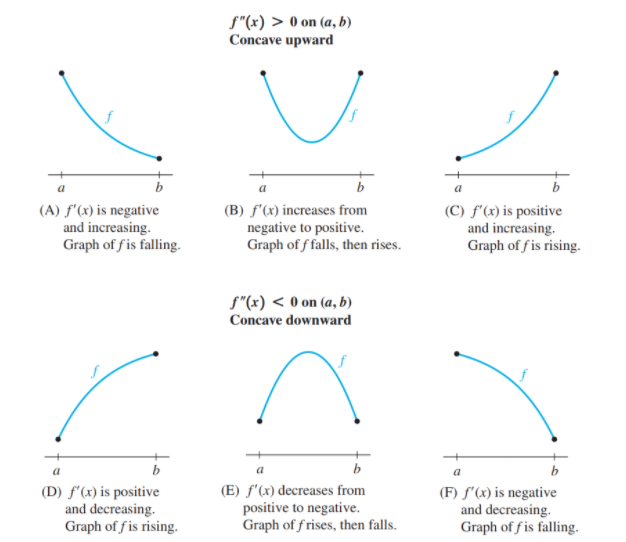 f″(x) > 0 on (a, b)
Concave upward
f
f
f
a b
a b
a b
(A) f′(x) is negative
and increasing.
Graph of f is falling.
(B) f′(x) increases from
negative to positive.
Graph of f falls, then rises.
(C) f′(x) is positive
and increasing.
Graph of f is rising.
f″(x) < 0 on (a, b)
Concave downward
f
f
f
a b
a b
a b
(D) f′(x) is positive
and decreasing.
Graph of f is rising.
(E) f′(x) decreases from
positive to negative.
Graph of f rises, then falls.
(F) f′(x) is negative
and decreasing.
Graph of f is falling.